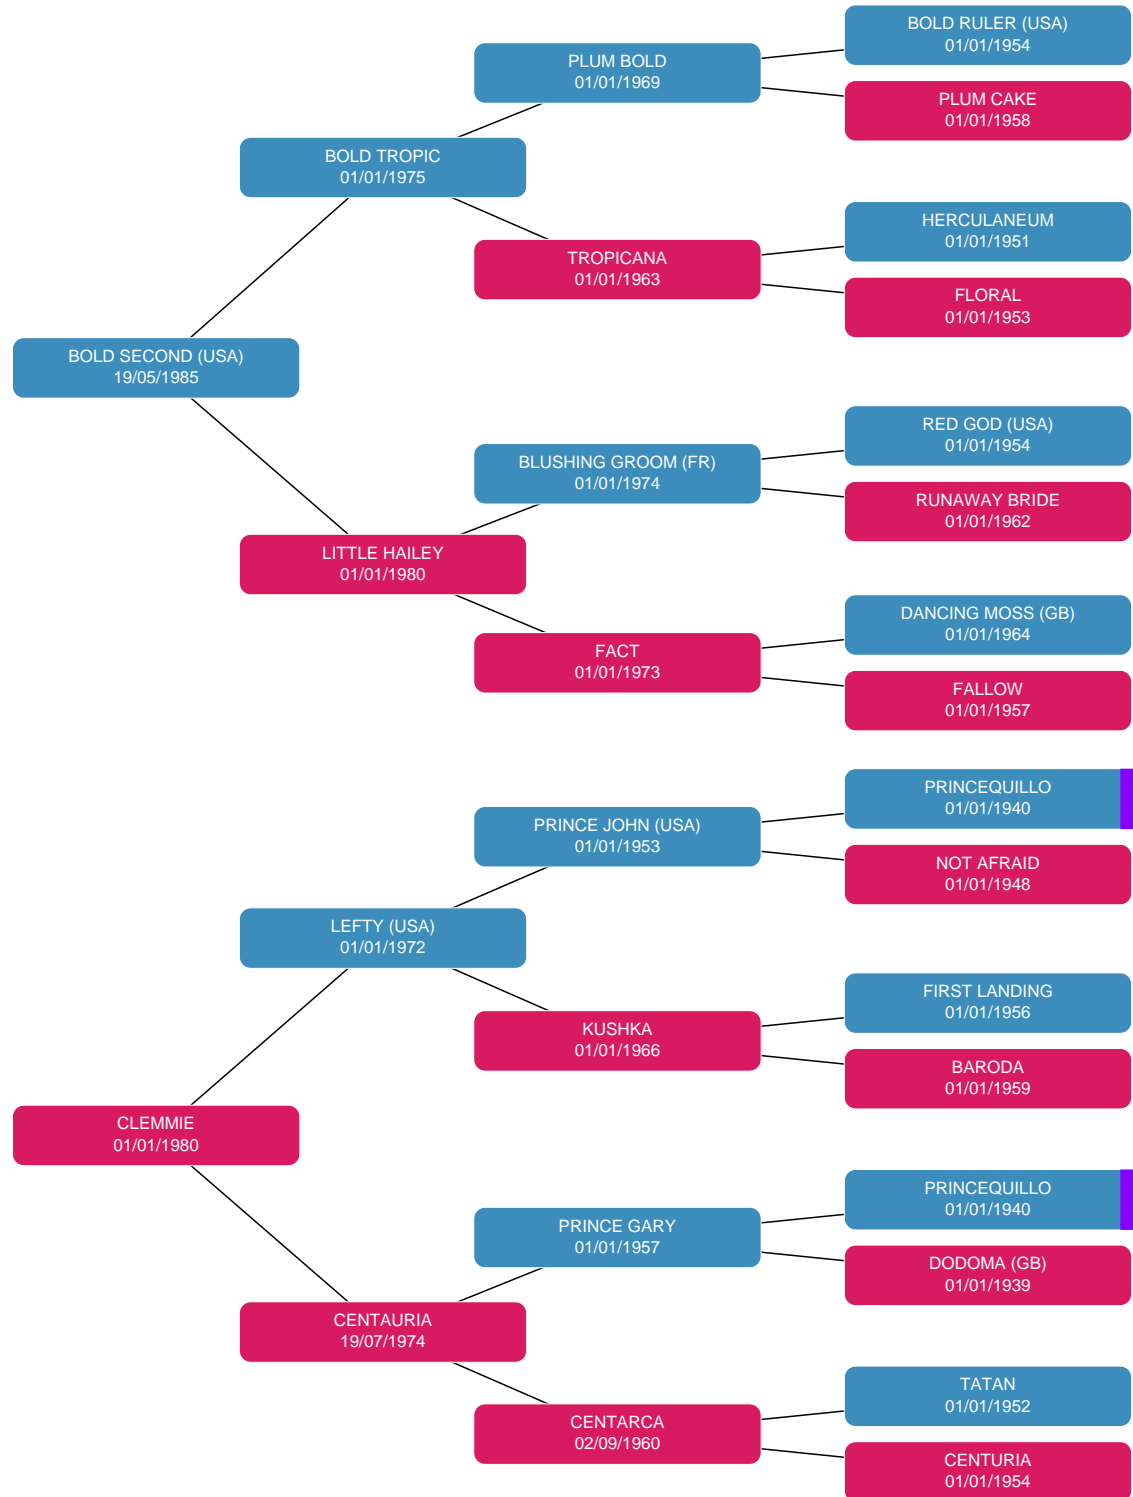 BOLD RULER (USA)
01/01/1954
PLUM BOLD
01/01/1969
PLUM CAKE
01/01/1958
BOLD TROPIC
01/01/1975
HERCULANEUM
01/01/1951
TROPICANA
01/01/1963
FLORAL
01/01/1953
BOLD SECOND (USA)
19/05/1985
RED GOD (USA)
01/01/1954
BLUSHING GROOM (FR)
01/01/1974
RUNAWAY BRIDE
01/01/1962
LITTLE HAILEY
01/01/1980
DANCING MOSS (GB)
01/01/1964
FACT
01/01/1973
FALLOW
01/01/1957
PRINCEQUILLO
01/01/1940
PRINCE JOHN (USA)
01/01/1953
NOT AFRAID
01/01/1948
LEFTY (USA)
01/01/1972
FIRST LANDING
01/01/1956
KUSHKA
01/01/1966
BARODA
01/01/1959
CLEMMIE
01/01/1980
PRINCEQUILLO
01/01/1940
PRINCE GARY
01/01/1957
DODOMA (GB)
01/01/1939
CENTAURIA
19/07/1974
TATAN
01/01/1952
CENTARCA
02/09/1960
CENTURIA
01/01/1954